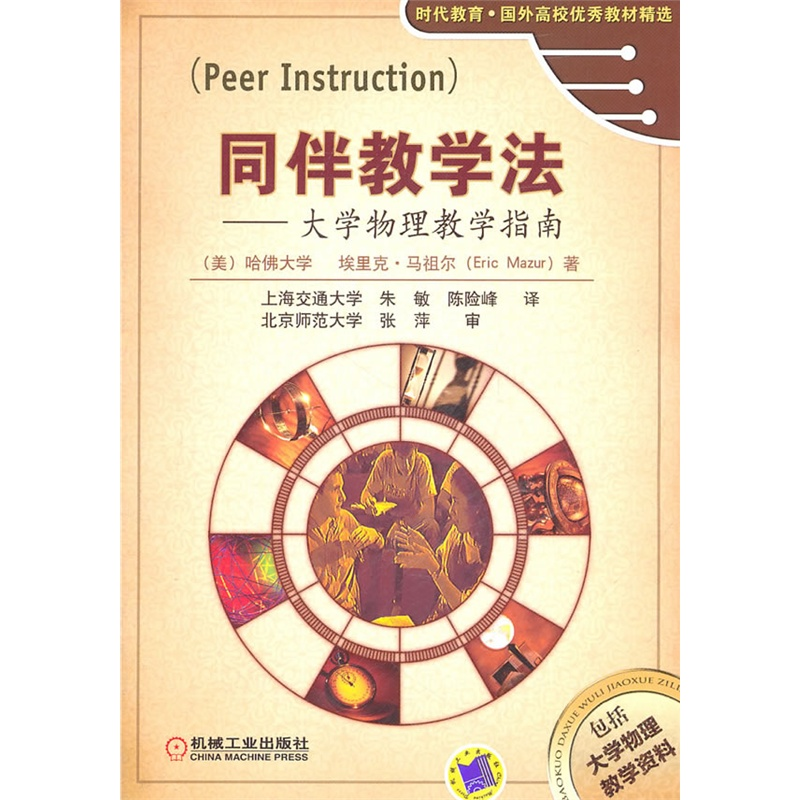 时代教育·国外高校优秀教材精选
(Peer Instruction)
同伴教学法
——大学物理教学指南
(美) 哈佛大学 埃里克·马祖尔 (Eric Mazur) 著
上海交通大学 朱 敏 陈险峰 译
北京师范大学 张 萍 审
机械工业出版社
CHINA MACHINE PRESS
BAOKUO DAXUE WULI JIAOXUE ZILI
包括
大学物理
教学资料